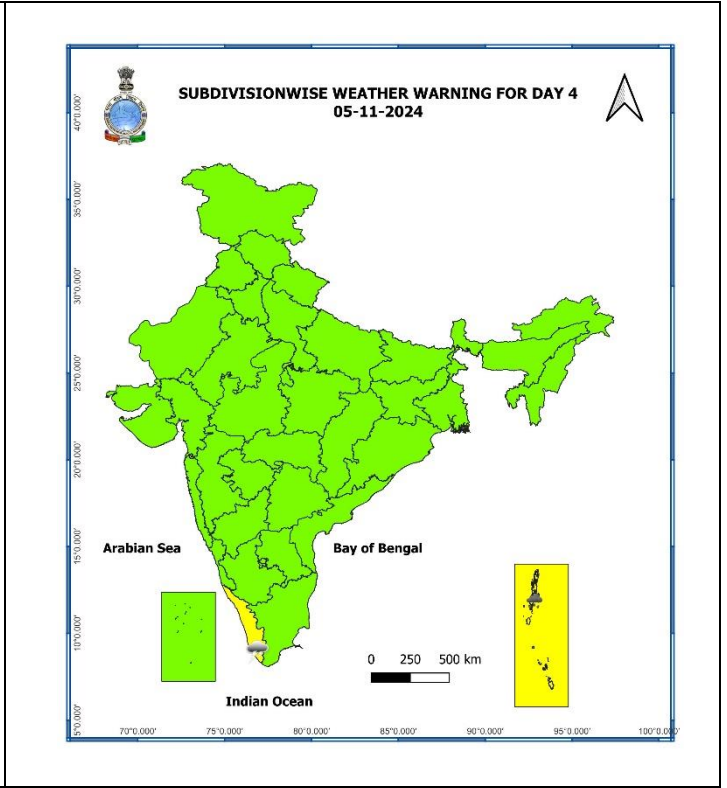 SUBDIVISIONWISE WEATHER WARNING FOR DAY 4
05-11-2024
40°0.000'
35°0.000'
30°0.000'
25°0.000'
20°0.000'
15°0.000'
10°0.000'
5°0.000'
Arabian Sea
Bay of Bengal
0 250 500 km
Indian Ocean
70°0.000' 75°0.000' 80°0.000' 85°0.000' 90°0.000' 95°0.000' 100°0.000'